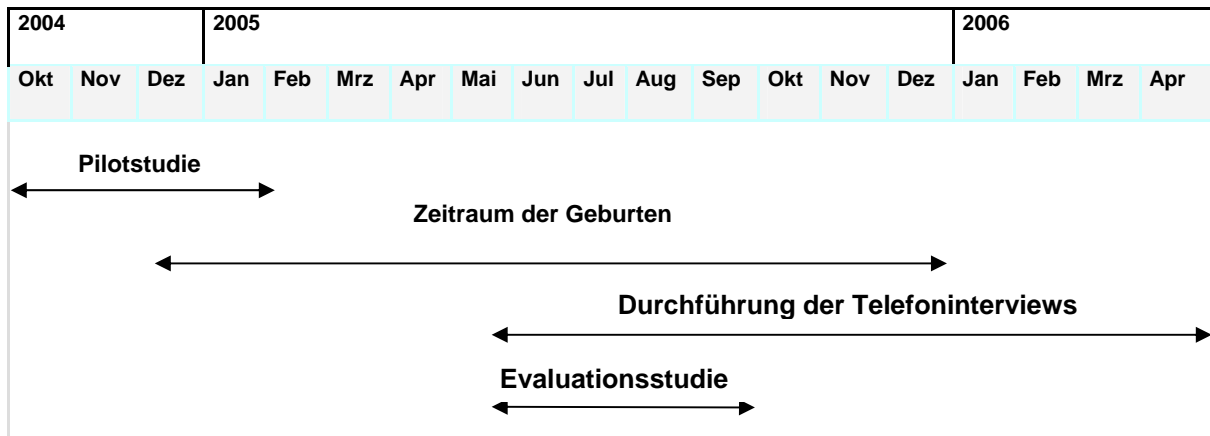 2004 2005 2006
Okt Nov Dez Jan Feb Mrz Apr Mai Jun Jul Aug Sep Okt Nov Dez Jan Feb Mrz Apr
Pilotstudie
Zeitraum der Geburten
Durchführung der Telefoninterviews
Evaluationsstudie